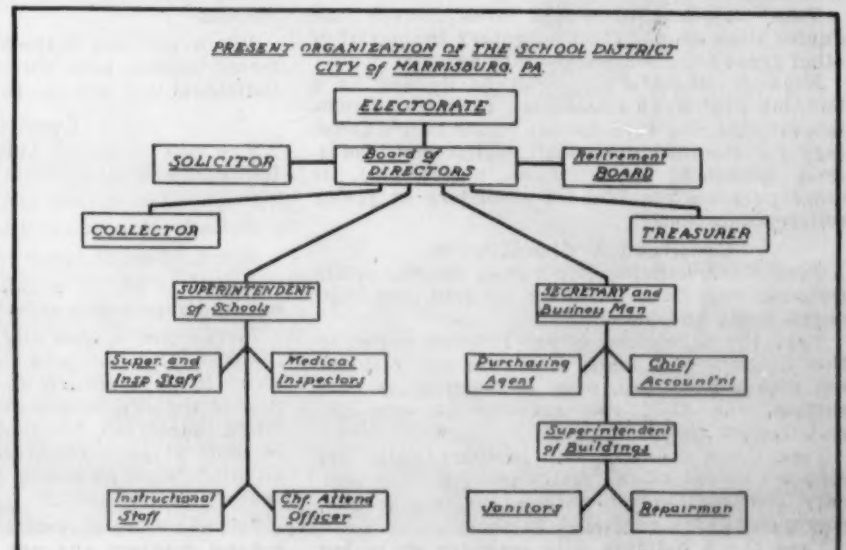 PRESENT ORGANIZATION of THE SCHOOL DISTRICT
CITY of HARRISBURG, PA.
ELECTORATE
SOLICITOR
Board of
DIRECTORS
Retirement
BOARD
COLLECTOR
TREASURER
SUPERINTENDENT
of Schools
SECRETARY and
Business Man
Super. and
Insp Staff
Medical
Inspectors
Purchasing
Agent
Chief
Account'nt
Superintendent
of Buildings
Instructional
Staff
Chf. Attend
Officer
Janitors
Repairman